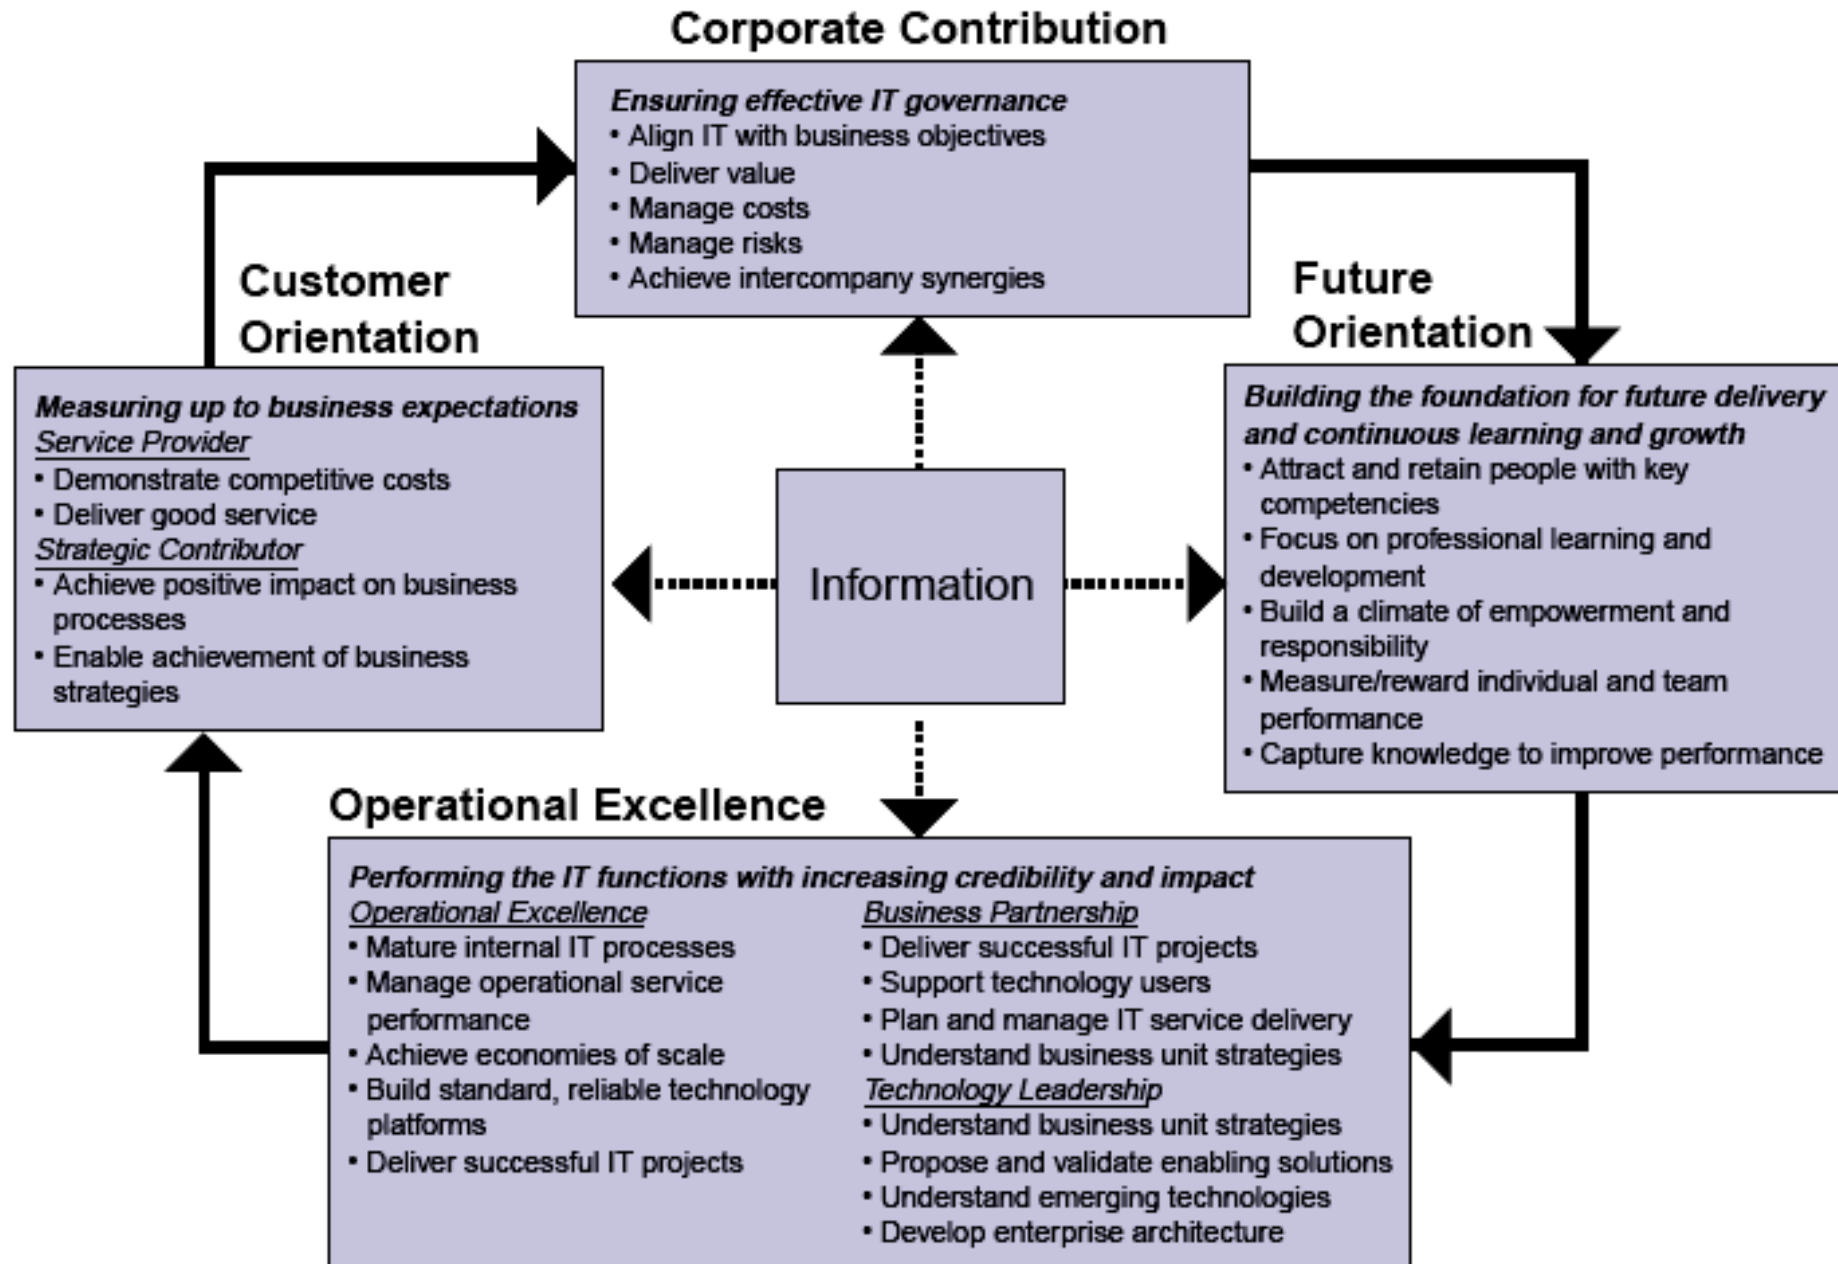 Corporate Contribution
Ensuring effective IT governance
• Align IT with business objectives
• Deliver value
• Manage costs
• Manage risks
• Achieve intercompany synergies
Customer
Orientation
Measuring up to business expectations
Service Provider
• Demonstrate competitive costs
• Deliver good service
Strategic Contributor
• Achieve positive impact on business
processes
• Enable achievement of business
strategies
Information
Future
Orientation
Building the foundation for future delivery
and continuous learning and growth
• Attract and retain people with key
competencies
• Focus on professional learning and
development
• Build a climate of empowerment and
responsibility
• Measure/reward individual and team
performance
• Capture knowledge to improve performance
Operational Excellence
Performing the IT functions with increasing credibility and impact
Operational Excellence
• Mature internal IT processes
• Manage operational service
performance
• Achieve economies of scale
• Build standard, reliable technology
platforms
• Deliver successful IT projects
Business Partnership
• Deliver successful IT projects
• Support technology users
• Plan and manage IT service delivery
• Understand business unit strategies
Technology Leadership
• Understand business unit strategies
• Propose and validate enabling solutions
• Understand emerging technologies
• Develop enterprise architecture